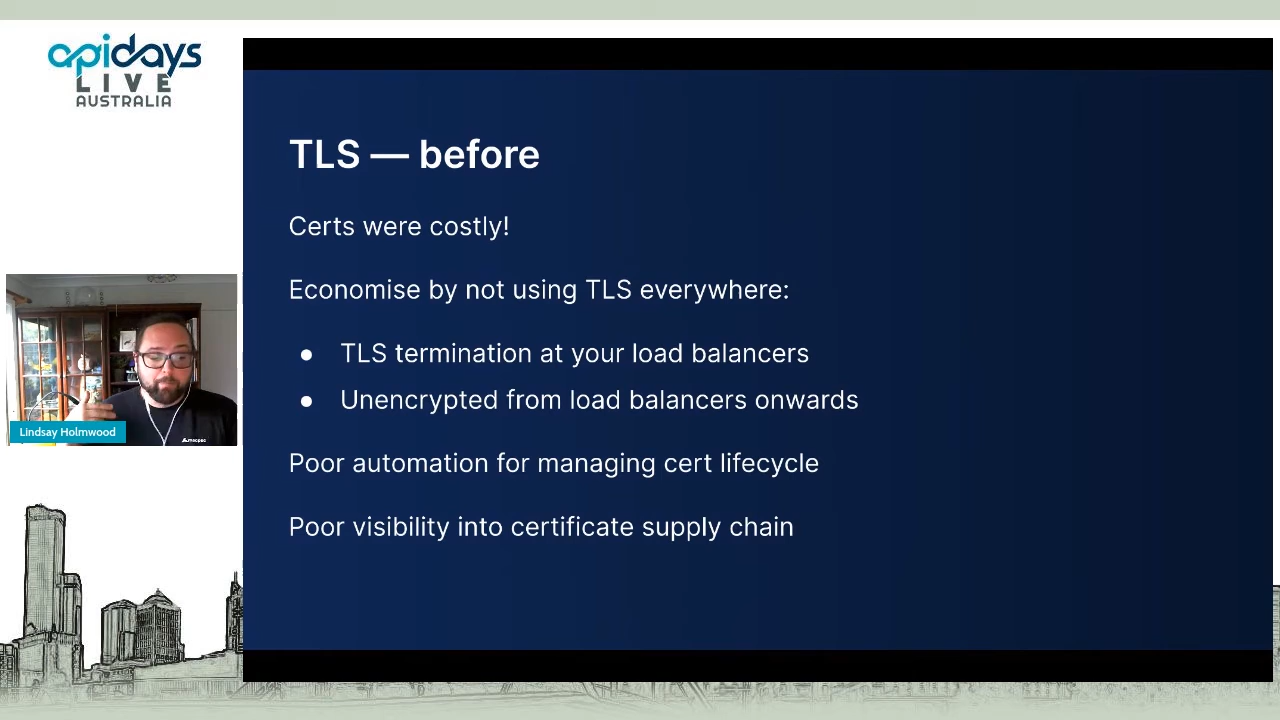 apidays
LIVE
AUSTRALIA
TLS — before
Certs were costly!
Economise by not using TLS everywhere:
● TLS termination at your load balancers
● Unencrypted from load balancers onwards
Poor automation for managing cert lifecycle
Poor visibility into certificate supply chain
Lindsay Holmwood